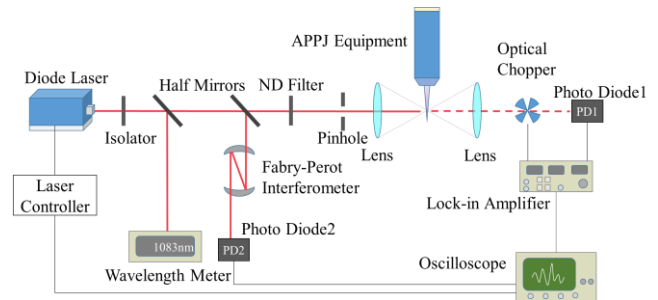 APPJ Equipment
Optical
Chopper
Diode Laser
Half Mirrors
ND Filter
Photo Diode1
PD1
Isolator
Pinhole
Lens
Lens
Fabry-Perot
Interferometer
Laser
Controller
Lock-in Amplifier
Photo Diode2
1083nm
PD2
Wavelength Meter
Oscilloscope